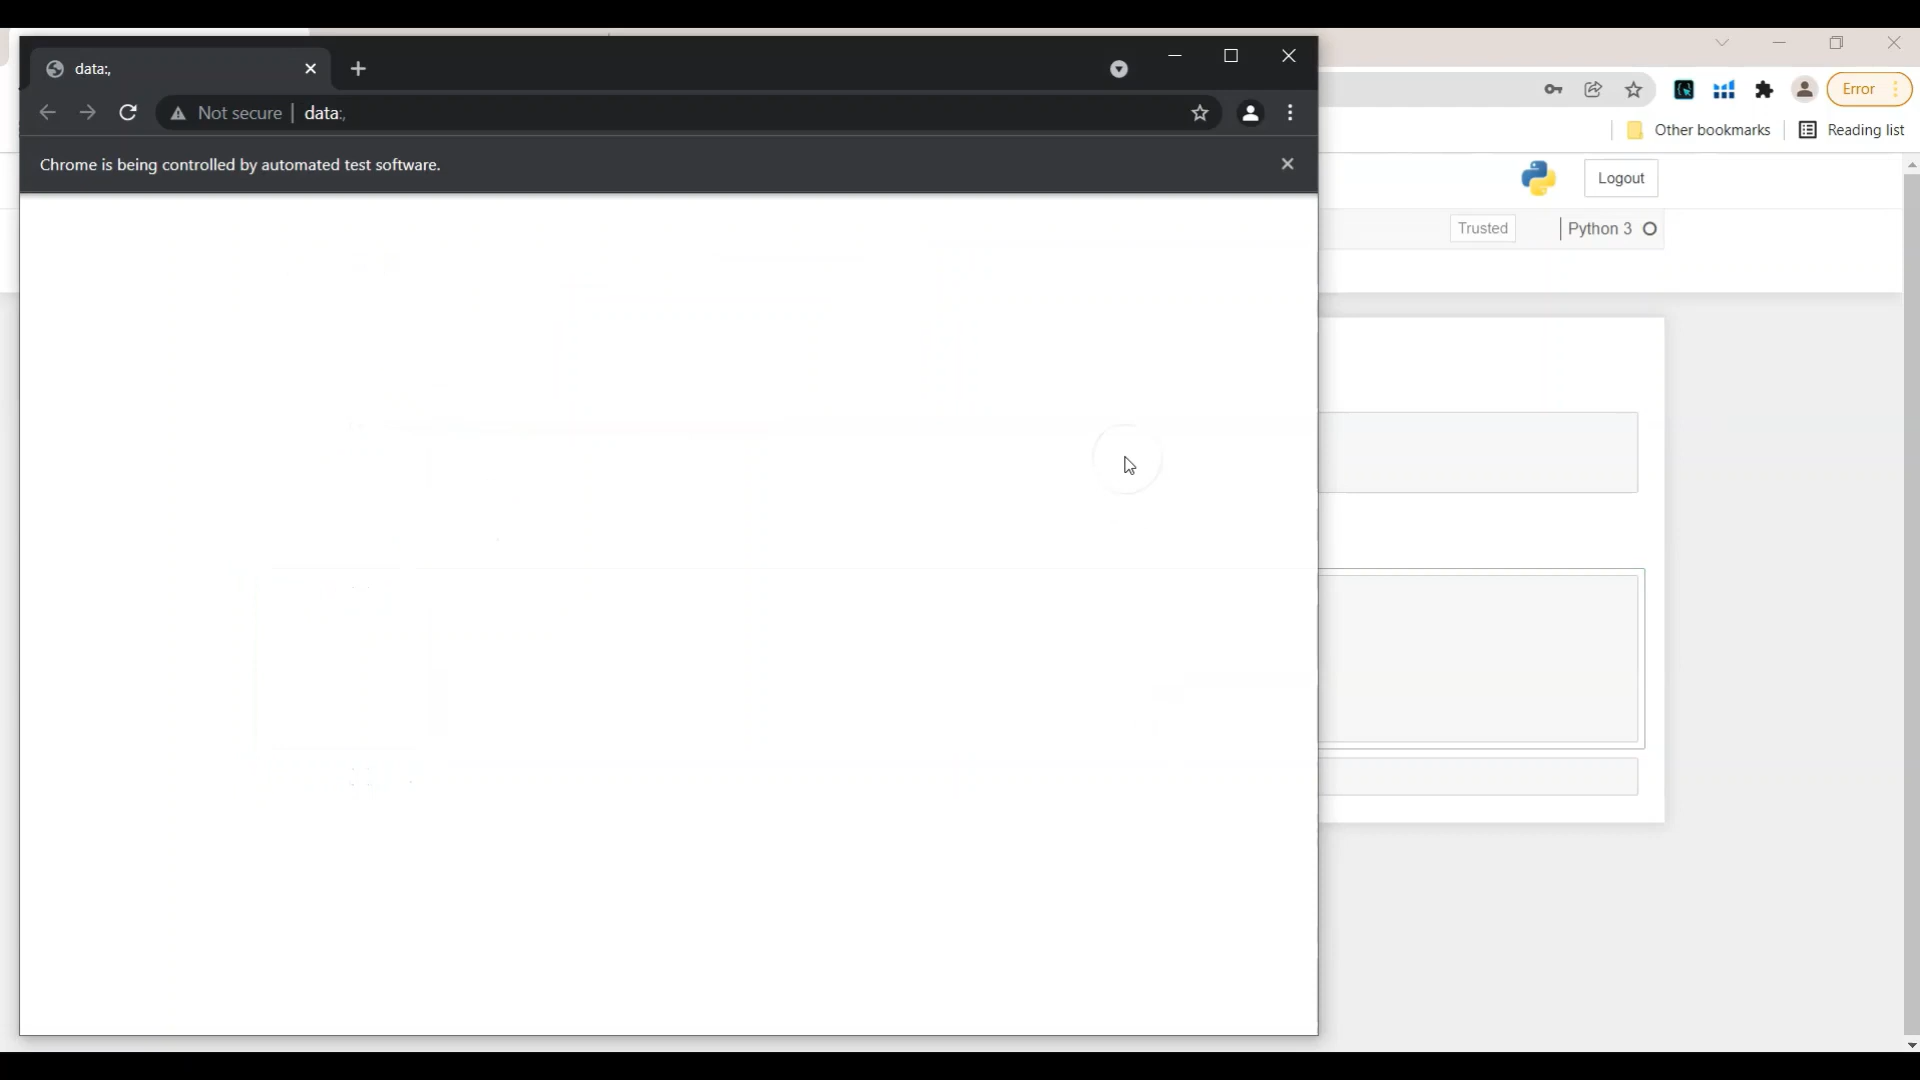 data:,
Not secure data:,
Error
Chrome is being controlled by automated test software.
Other bookmarks
Reading list
Logout
Trusted
Python 3